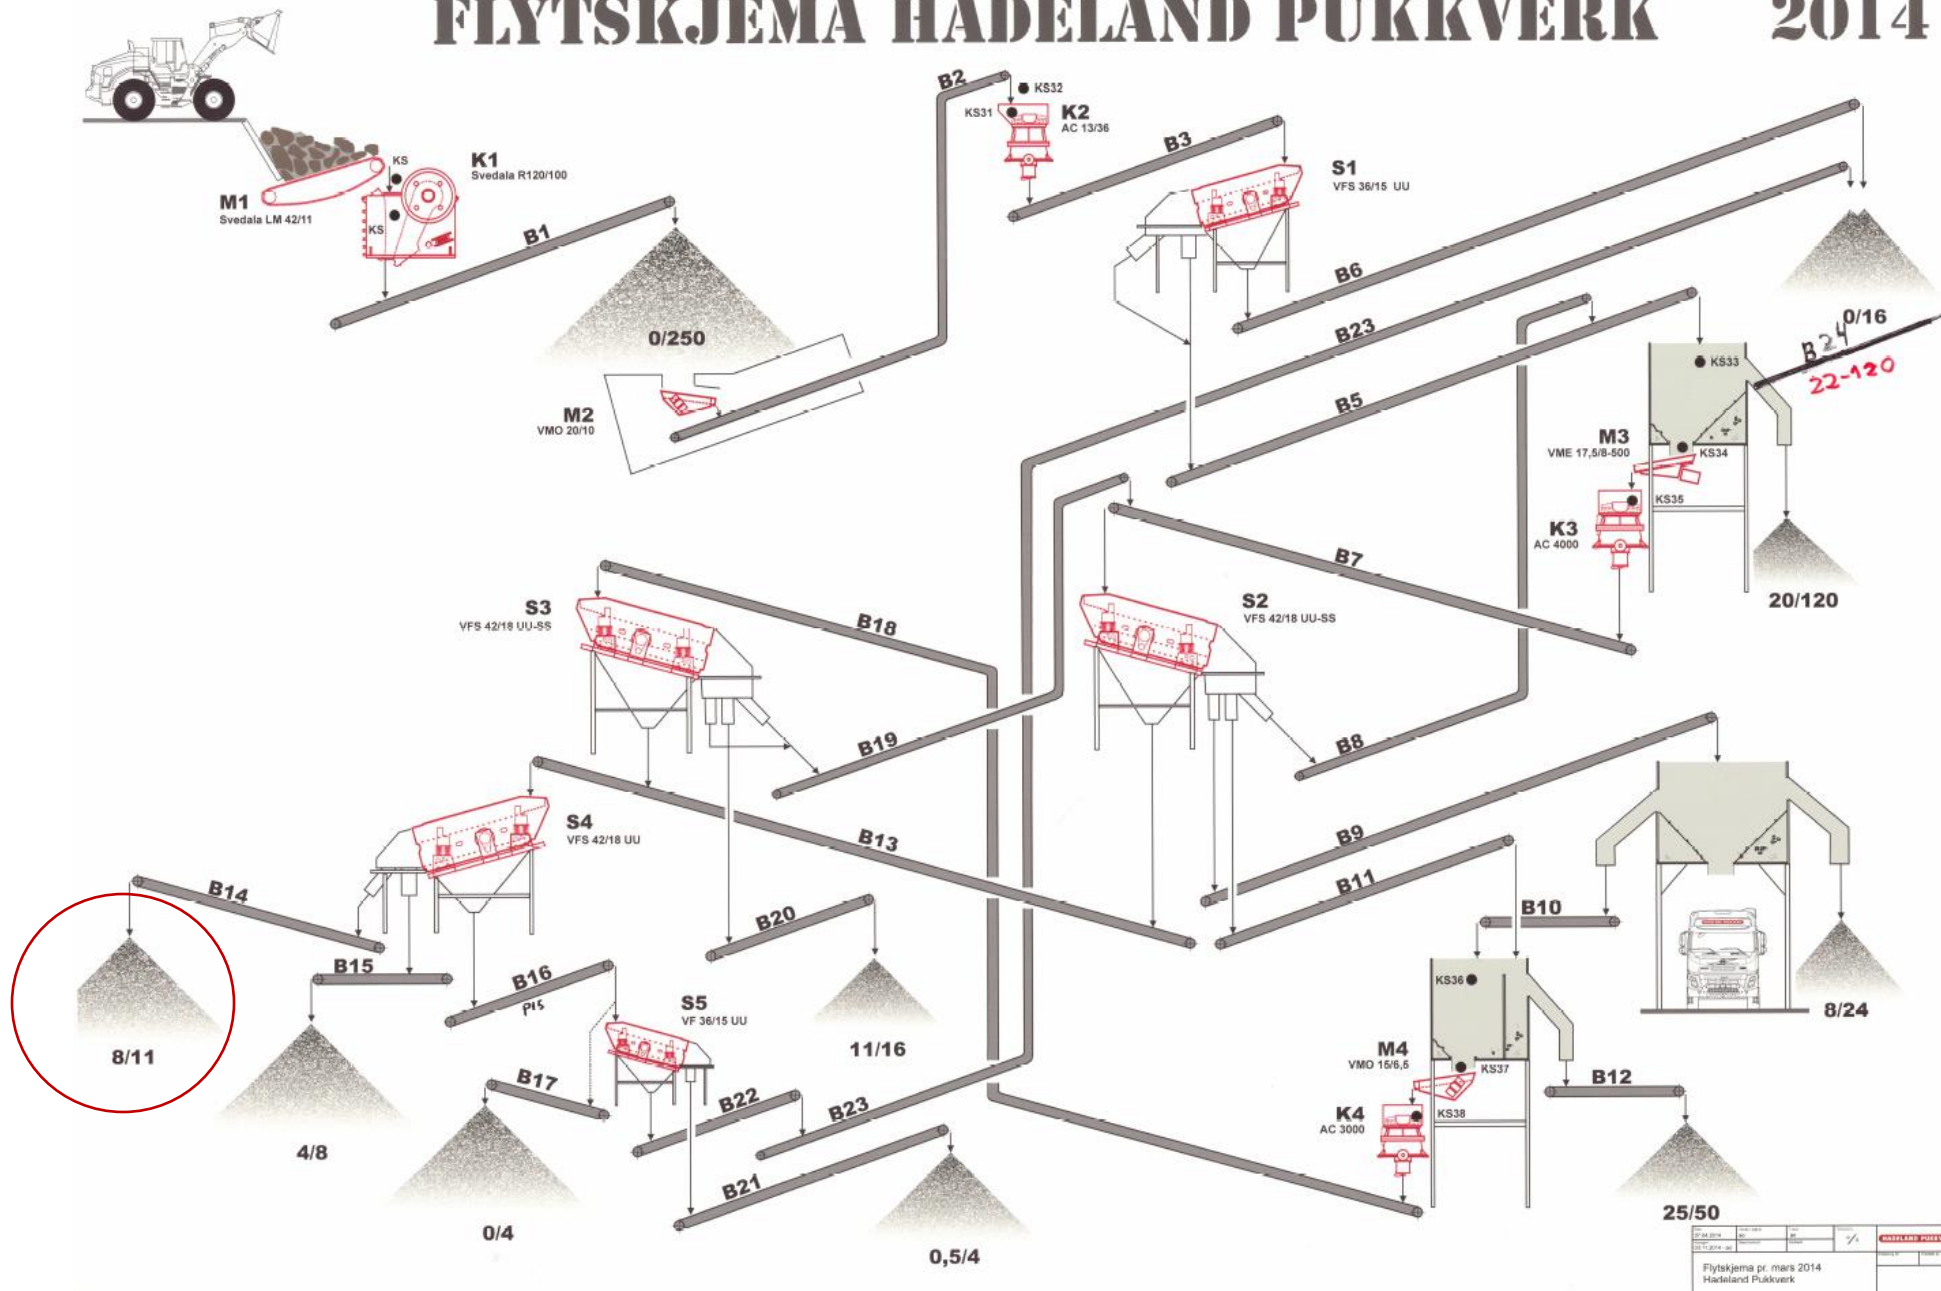 FLYTSKJEMA HADELAND PUKKVERK 2014
B2
KS32
KS31
K2
AC 13/36
B3
KS
K1
Svedala R120/100
M1
Svedala LM 42/11
KS
B1
S1
VFS 36/15 UU
B6
0/250
B23
0/16
B24
22-120
KS33
M2
VMO 20/10
B5
M3
VME 17,5/8-500
KS34
KS35
K3
AC 4000
B7
20/120
S3
VFS 42/18 UU-SS
B18
S2
VFS 42/18 UU-SS
B19
B8
S4
VFS 42/18 UU
B13
B9
B14
B11
B20
B10
B15
B16
P15
KS36
S5
VF 36/15 UU
8/24
8/11
11/16
M4
VMO 15/6,5
KS37
B17
B12
B22
B23
K4
AC 3000
KS38
4/8
B21
0/4
25/50
0,5/4
HADELAND PUKKV
Flytskjema pr. mars 2014
Hadeland Pukkverk